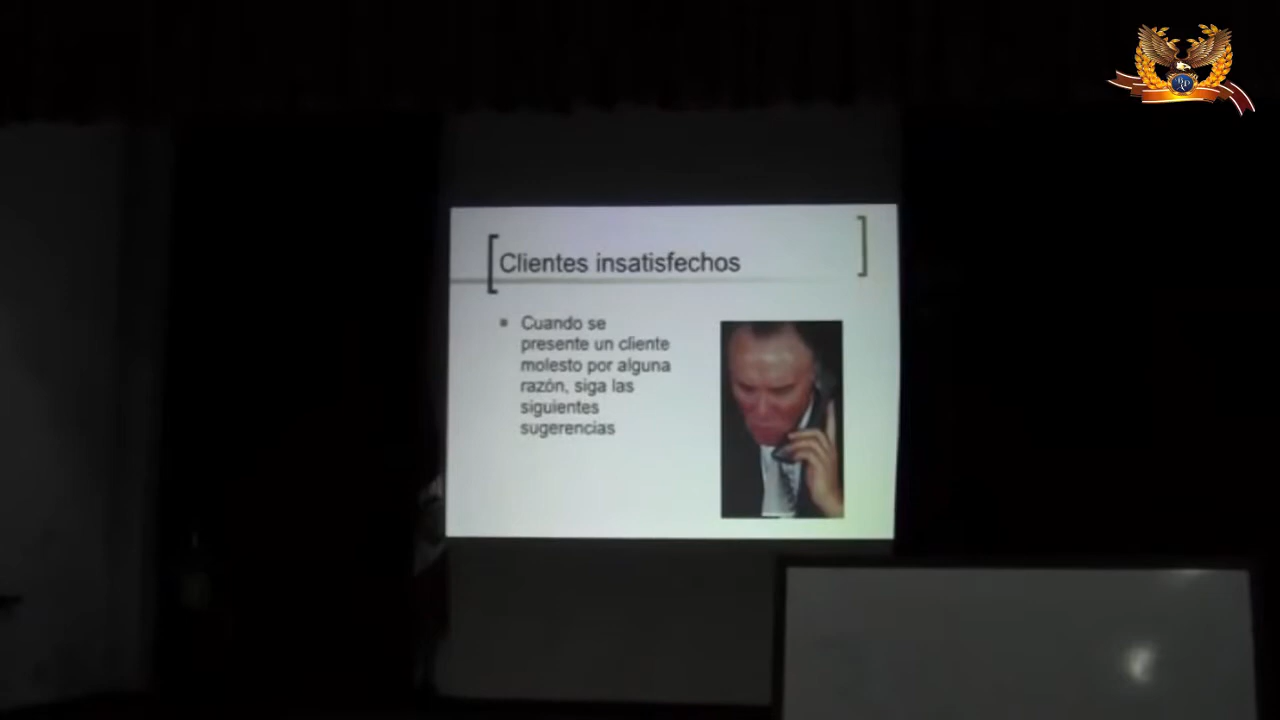 Clientes insatisfechos
Cuando se
presente un cliente
molesto por alguna
razón, siga las
siguientes
sugerencias